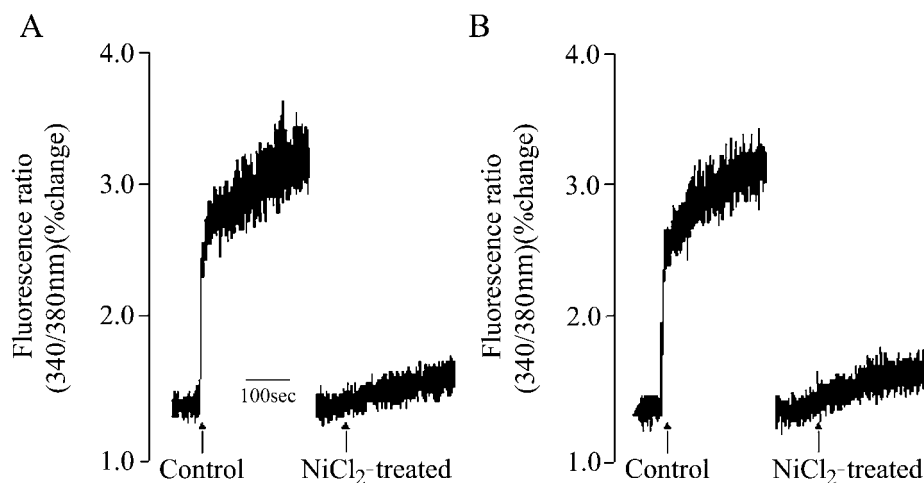 A
Fluorescence ratio
(340/380nm)(%change)
4.0
3.0
2.0
1.0
100sec
Control
NiCl2-treated
B
Fluorescence ratio
(340/380nm)(%change)
4.0
3.0
2.0
1.0
Control
NiCl2-treated